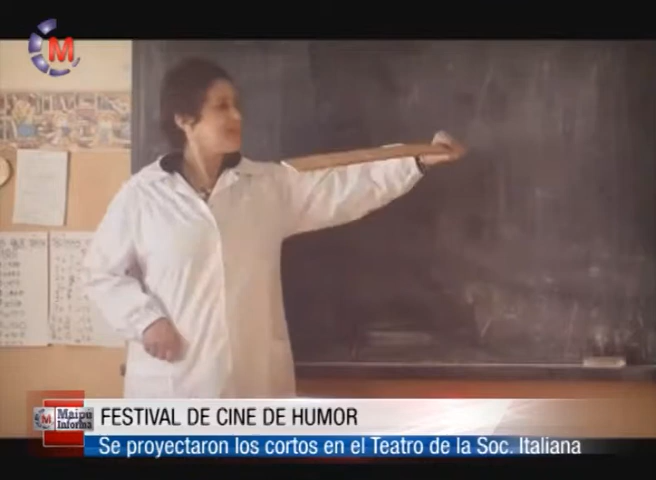 M
FESTIVAL DE CINE DE HUMOR
M Maipu
Informa
Se proyectaron los cortos en el Teatro de la Soc. Italiana